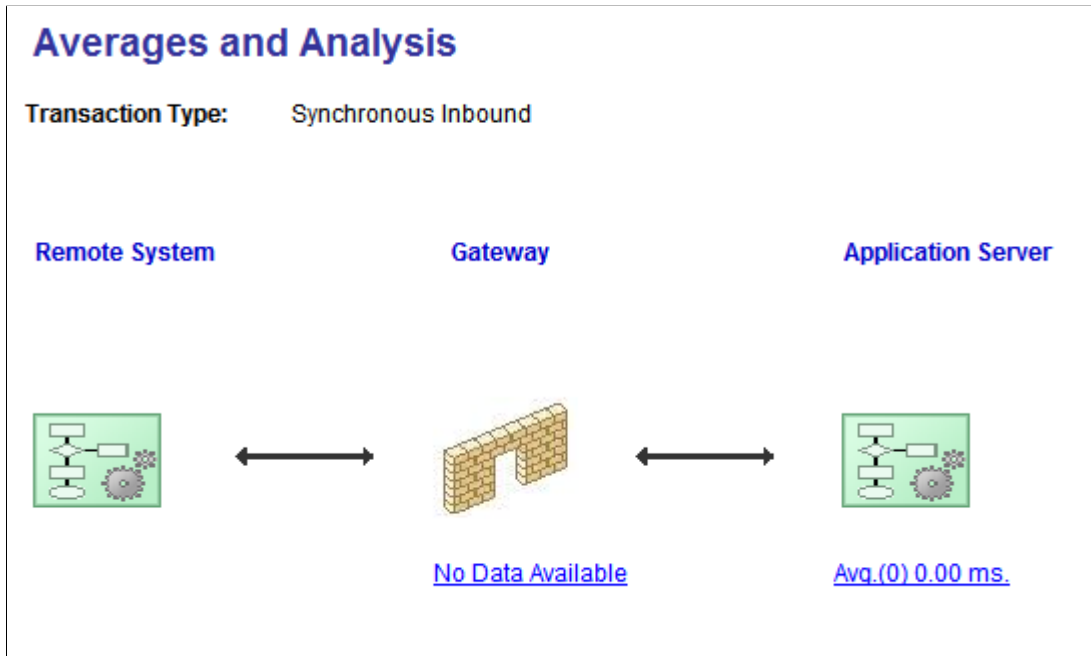 Averages and Analysis
Transaction Type: Synchronous Inbound
Remote System Gateway Application Server
No Data Available Avg.(0) 0.00 ms.